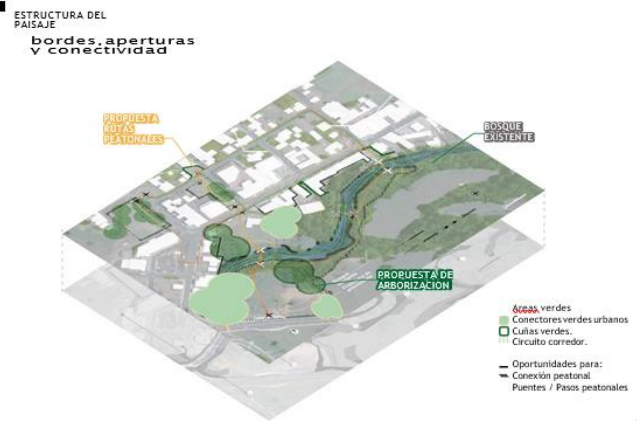 ESTRUCTURA DEL
PAISAJE
bordes, aperturas
y conectividad
PROPUESTA
RUTAS
PEATONALES
BOSQUE
EXISTENTE
PROPUESTA DE
ARBORIZACIÓN
Áreas verdes
Conectores verdes urbanos
Cuñas verdes.
Circuito corredor.
Oportunidades para:
Conexión peatonal
Puentes / Pasos peatonales